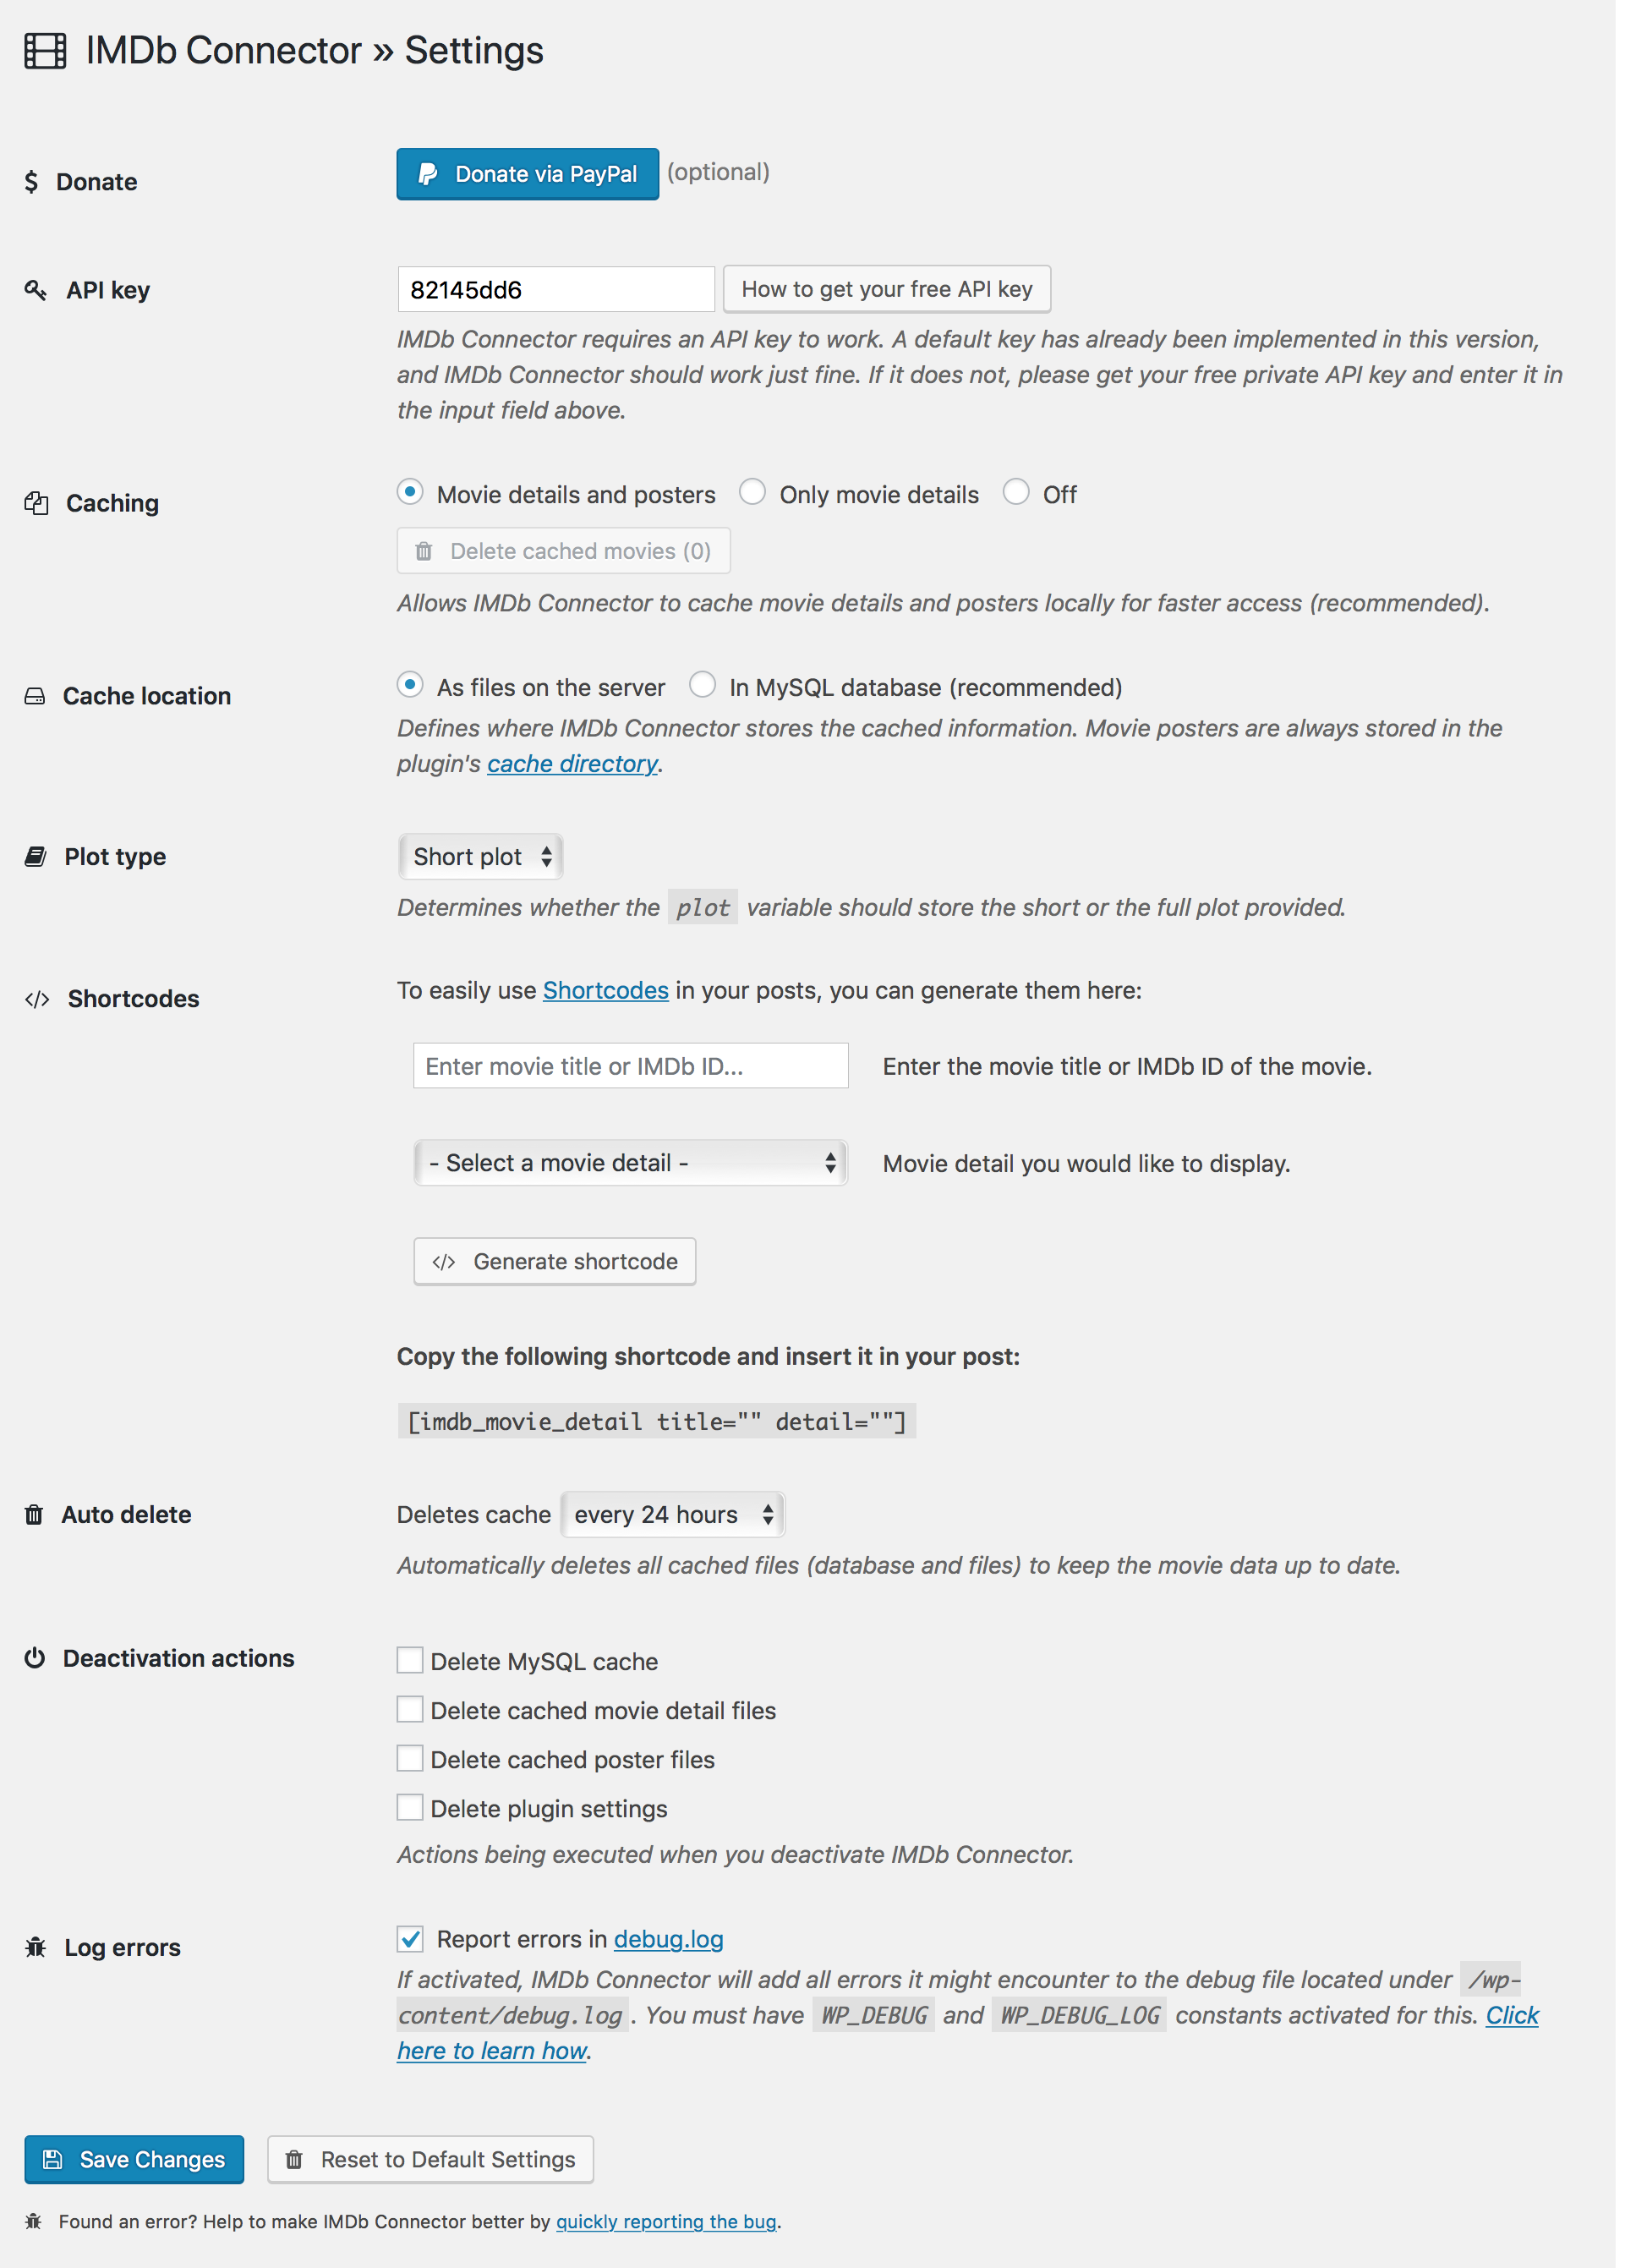 IMDb Connector » Settings
Donate
Donate via PayPal (optional)
API key
82145dd6
How to get your free API key
IMDb Connector requires an API key to work. A default key has already been implemented in this version,
and IMDb Connector should work just fine. If it does not, please get your free private API key and enter it in
the input field above.
Caching
Movie details and posters Only movie details Off
Delete cached movies (0)
Allows IMDb Connector to cache movie details and posters locally for faster access (recommended).
Cache location
As files on the server In MySQL database (recommended)
Defines where IMDb Connector stores the cached information. Movie posters are always stored in the
plugin's cache directory.
Plot type
Short plot
Determines whether the plot variable should store the short or the full plot provided.
Shortcodes
To easily use Shortcodes in your posts, you can generate them here:
Enter movie title or IMDb ID...
Enter the movie title or IMDb ID of the movie.
- Select a movie detail -
Movie detail you would like to display.
</> Generate shortcode
Copy the following shortcode and insert it in your post:
[imdb_movie_detail title="" detail=""]
Auto delete
Deletes cache every 24 hours
Automatically deletes all cached files (database and files) to keep the movie data up to date.
Deactivation actions
Delete MySQL cache
Delete cached movie detail files
Delete cached poster files
Delete plugin settings
Actions being executed when you deactivate IMDb Connector.
Log errors
Report errors in debug.log
If activated, IMDb Connector will add all errors it might encounter to the debug file located under /wp-
content/debug.log. You must have WP_DEBUG and WP_DEBUG_LOG constants activated for this. Click
here to learn how.
Save Changes
Reset to Default Settings
Found an error? Help to make IMDb Connector better by quickly reporting the bug.